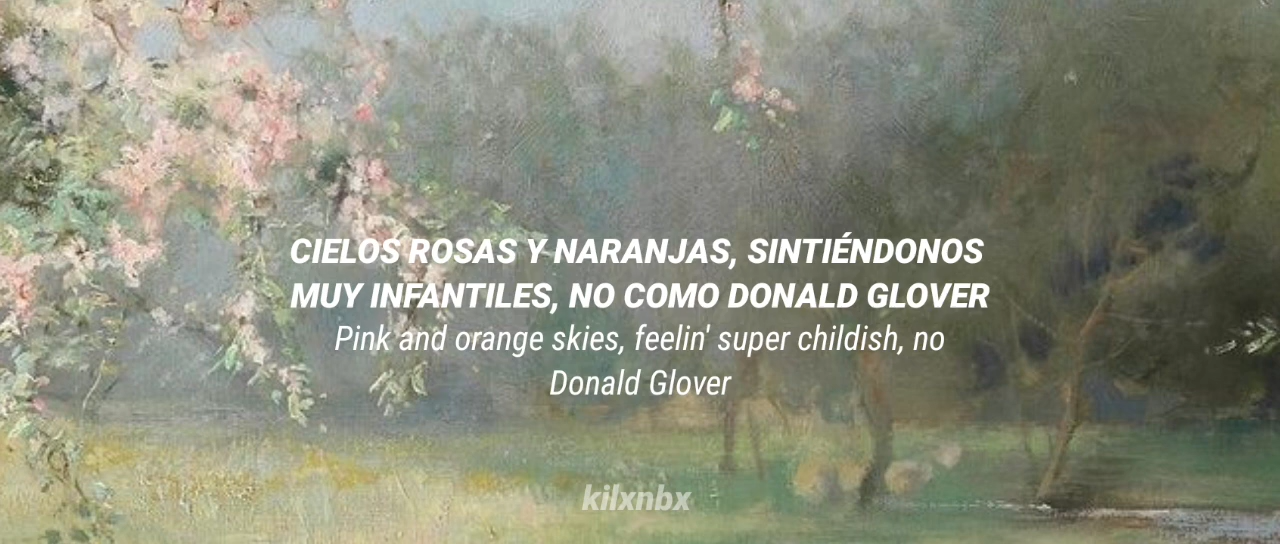 CIELOS ROSAS Y NARANJAS, SINTIÉNDONOS
MUY INFANTILES, NO COMO DONALD GLOVER
Pink and orange skies, feelin' super childish, no
Donald Glover
kilxnbx